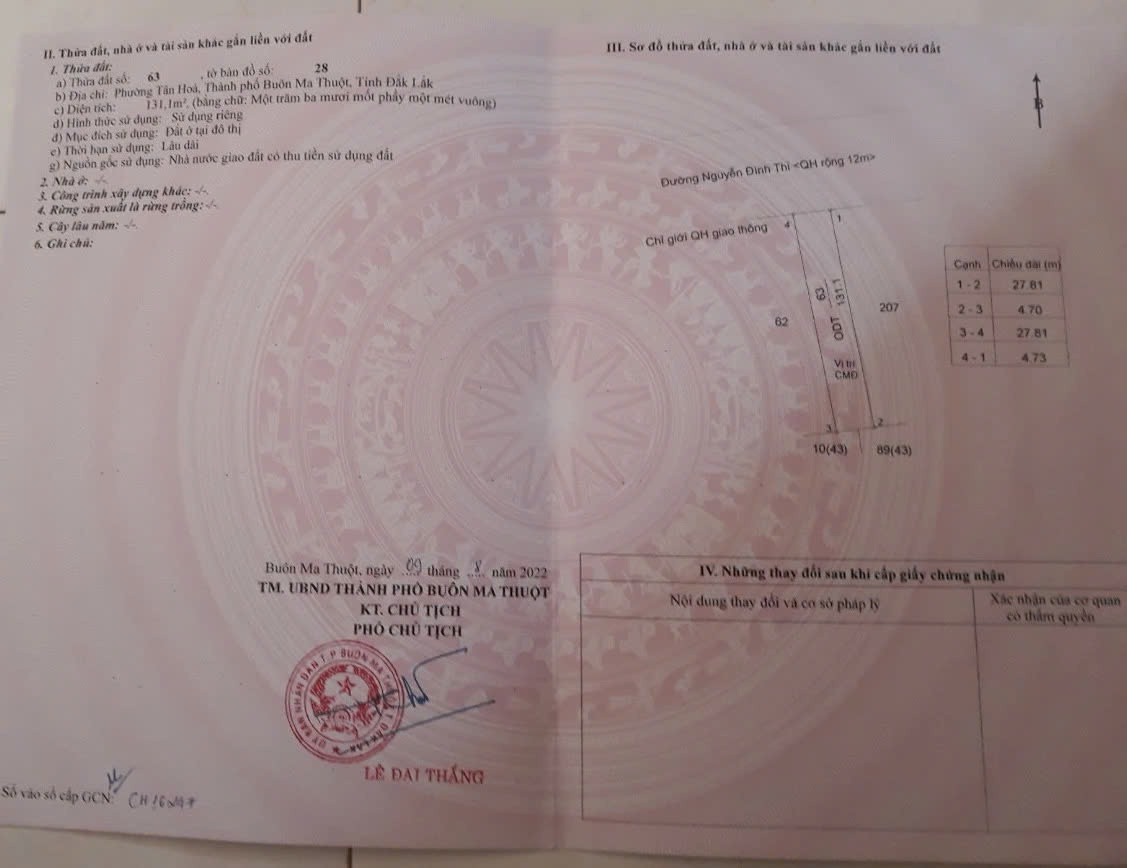 II. Thửa đất, nhà ở và tài sản khác gắn liền với đất
1. Thửa đất:
a) Thửa đất số: 63 , tờ bản đồ số: 28
b) Địa chỉ: Phường Tân Hoà, Thành phố Buôn Ma Thuột, Tỉnh Đắk Lắk
c) Diện tích: 131,1m², (bằng chữ: Một trăm ba mươi mốt phẩy một mét vuông)
d) Hình thức sử dụng: Sử dụng riêng
đ) Mục đích sử dụng: Đất ở tại đô thị
e) Thời hạn sử dụng: Lâu dài
g) Nguồn gốc sử dụng: Nhà nước giao đất có thu tiền sử dụng đất
2. Nhà ở: -/-.
3. Công trình xây dựng khác: -/-.
4. Rừng sản xuất là rừng trồng: -/-.
5. Cây lâu năm: -/-.
6. Ghi chú:
Buôn Ma Thuột, ngày 09 tháng 8 năm 2022
TM. UBND THÀNH PHỐ BUÔN MA THUỘT
KT. CHỦ TỊCH
PHÓ CHỦ TỊCH
LÊ ĐẠI THẮNG
Số vào sổ cấp GCN:
III. Sơ đồ thửa đất, nhà ở và tài sản khác gắn liền với đất
B
Đường Nguyễn Đình Thi <QH rộng 12m>
Chỉ giới QH giao thông
4
1
62
63
ODT 131.1
207
Vị trí
CMĐ
3
2
10(43)
89(43)
Cạnh Chiều dài (m)
1 - 2 27.81
2 - 3 4.70
3 - 4 27.81
4 - 1 4.73
IV. Những thay đổi sau khi cấp giấy chứng nhận
Nội dung thay đổi và cơ sở pháp lý
Xác nhận của cơ quan
có thẩm quyền